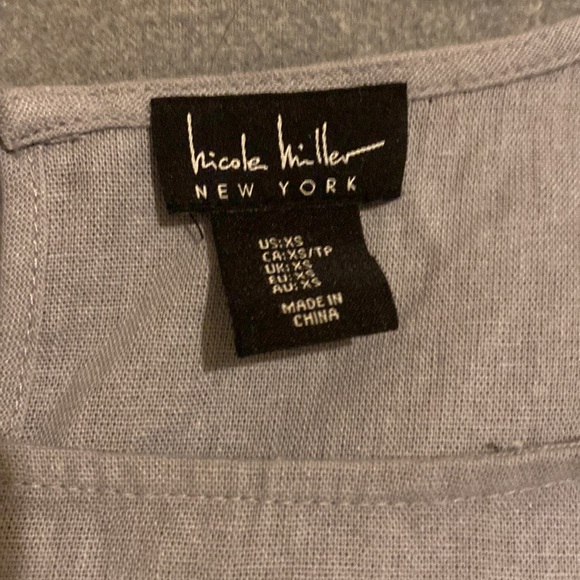 Nicole Miller
NEW YORK
US:XS
CA:XS/TP
UK:XS
EU:XS
AU:XS
MADE IN
CHINA